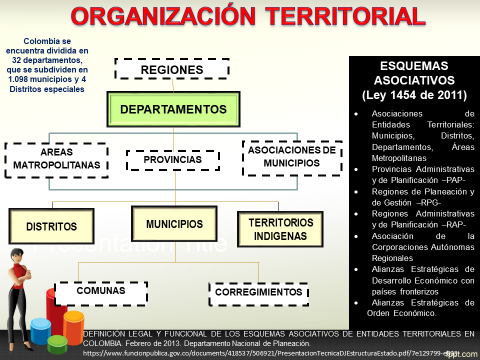 ORGANIZACIÓN TERRITORIAL
Colombia se
encuentra dividida en
32 departamentos,
que se subdividen en
1.098 municipios y 4
Distritos especiales
REGIONES
DEPARTAMENTOS
AREAS
MATROPOLITANAS
PROVINCIAS
ASOCIACIONES DE
MUNICIPIOS
DISTRITOS
MUNICIPIOS
TERRITORIOS
INDIGENAS
COMUNAS
CORREGIMIENTOS
ESQUEMAS
ASOCIATIVOS
(Ley 1454 de 2011)
• Asociaciones de
Entidades Territoriales:
Municipios, Distritos,
Departamentos, Áreas
Metropolitanas
• Provincias Administrativas
y de Planificación –PAP-
• Regiones de Planeación y
de Gestión –RPG-
• Regiones Administrativas
y de Planificación –RAP-
• Asociación de la
Corporaciones Autónomas
Regionales
• Alianzas Estratégicas de
Desarrollo Económico con
países fronterizos
• Alianzas Estratégicas de
Orden Económico.
Presentation Title
DEFINICIÓN LEGAL Y FUNCIONAL DE LOS ESQUEMAS ASOCIATIVOS DE ENTIDADES TERRITORIALES EN
COLOMBIA. Febrero de 2013. Departamento Nacional de Planeación.
https://www.funcionpublica.gov.co/documents/418537/506921/PresentacionTecnicaDJEstructuraEstado.pdf/7e129799-